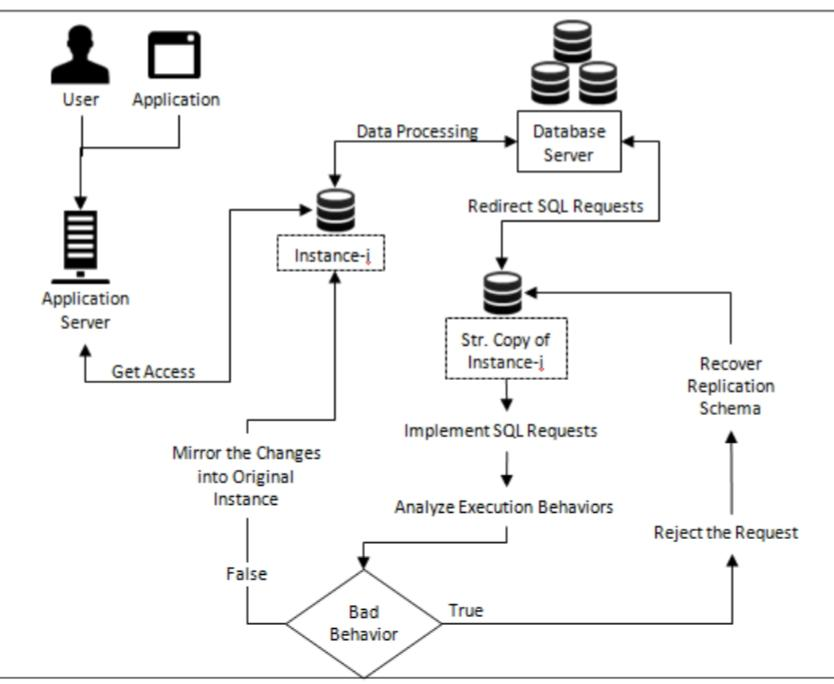 User
Application
Data Processing
Database
Server
Redirect SQL Requests
Instance-i
Application
Server
Str. Copy of
Instance-i
Get Access
Recover
Replication
Schema
Implement SQL Requests
Mirror the Changes
into Original
Instance
Analyze Execution Behaviors
Reject the Request
False
Bad
Behavior
True